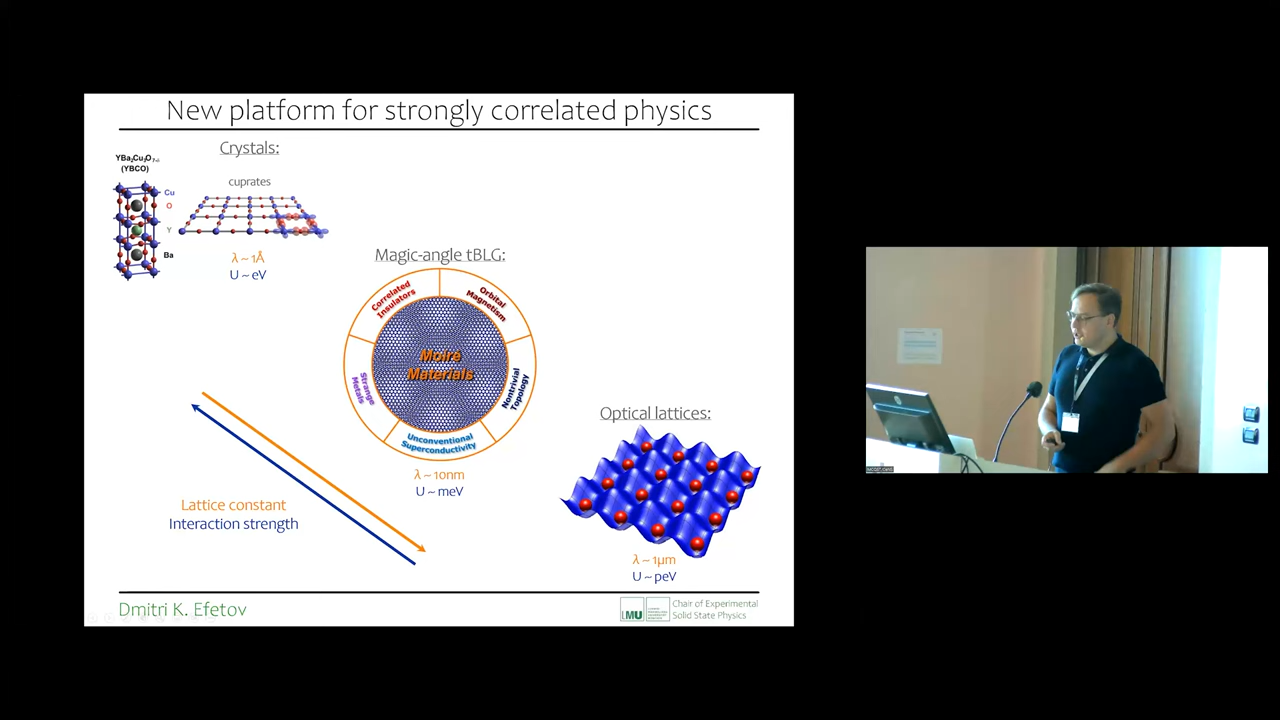 New platform for strongly correlated physics
Crystals:
YBa₂Cu₃O₇₋
(YBCO)
cuprates
Cu
O
Y
Ba
λ ~ 1Å
U ~ eV
Magic-angle tBLG:
Correlated
Insulators
Orbital
Magnetism
Moire
Materials
Strange
Metals
Nontrivial
Topology
Unconventional
Superconductivity
λ ~ 10nm
U ~ meV
Optical lattices:
λ ~ 1µm
U ~ peV
Lattice constant
Interaction strength
Dmitri K. Efetov
LMU
Chair of Experimental
Solid State Physics